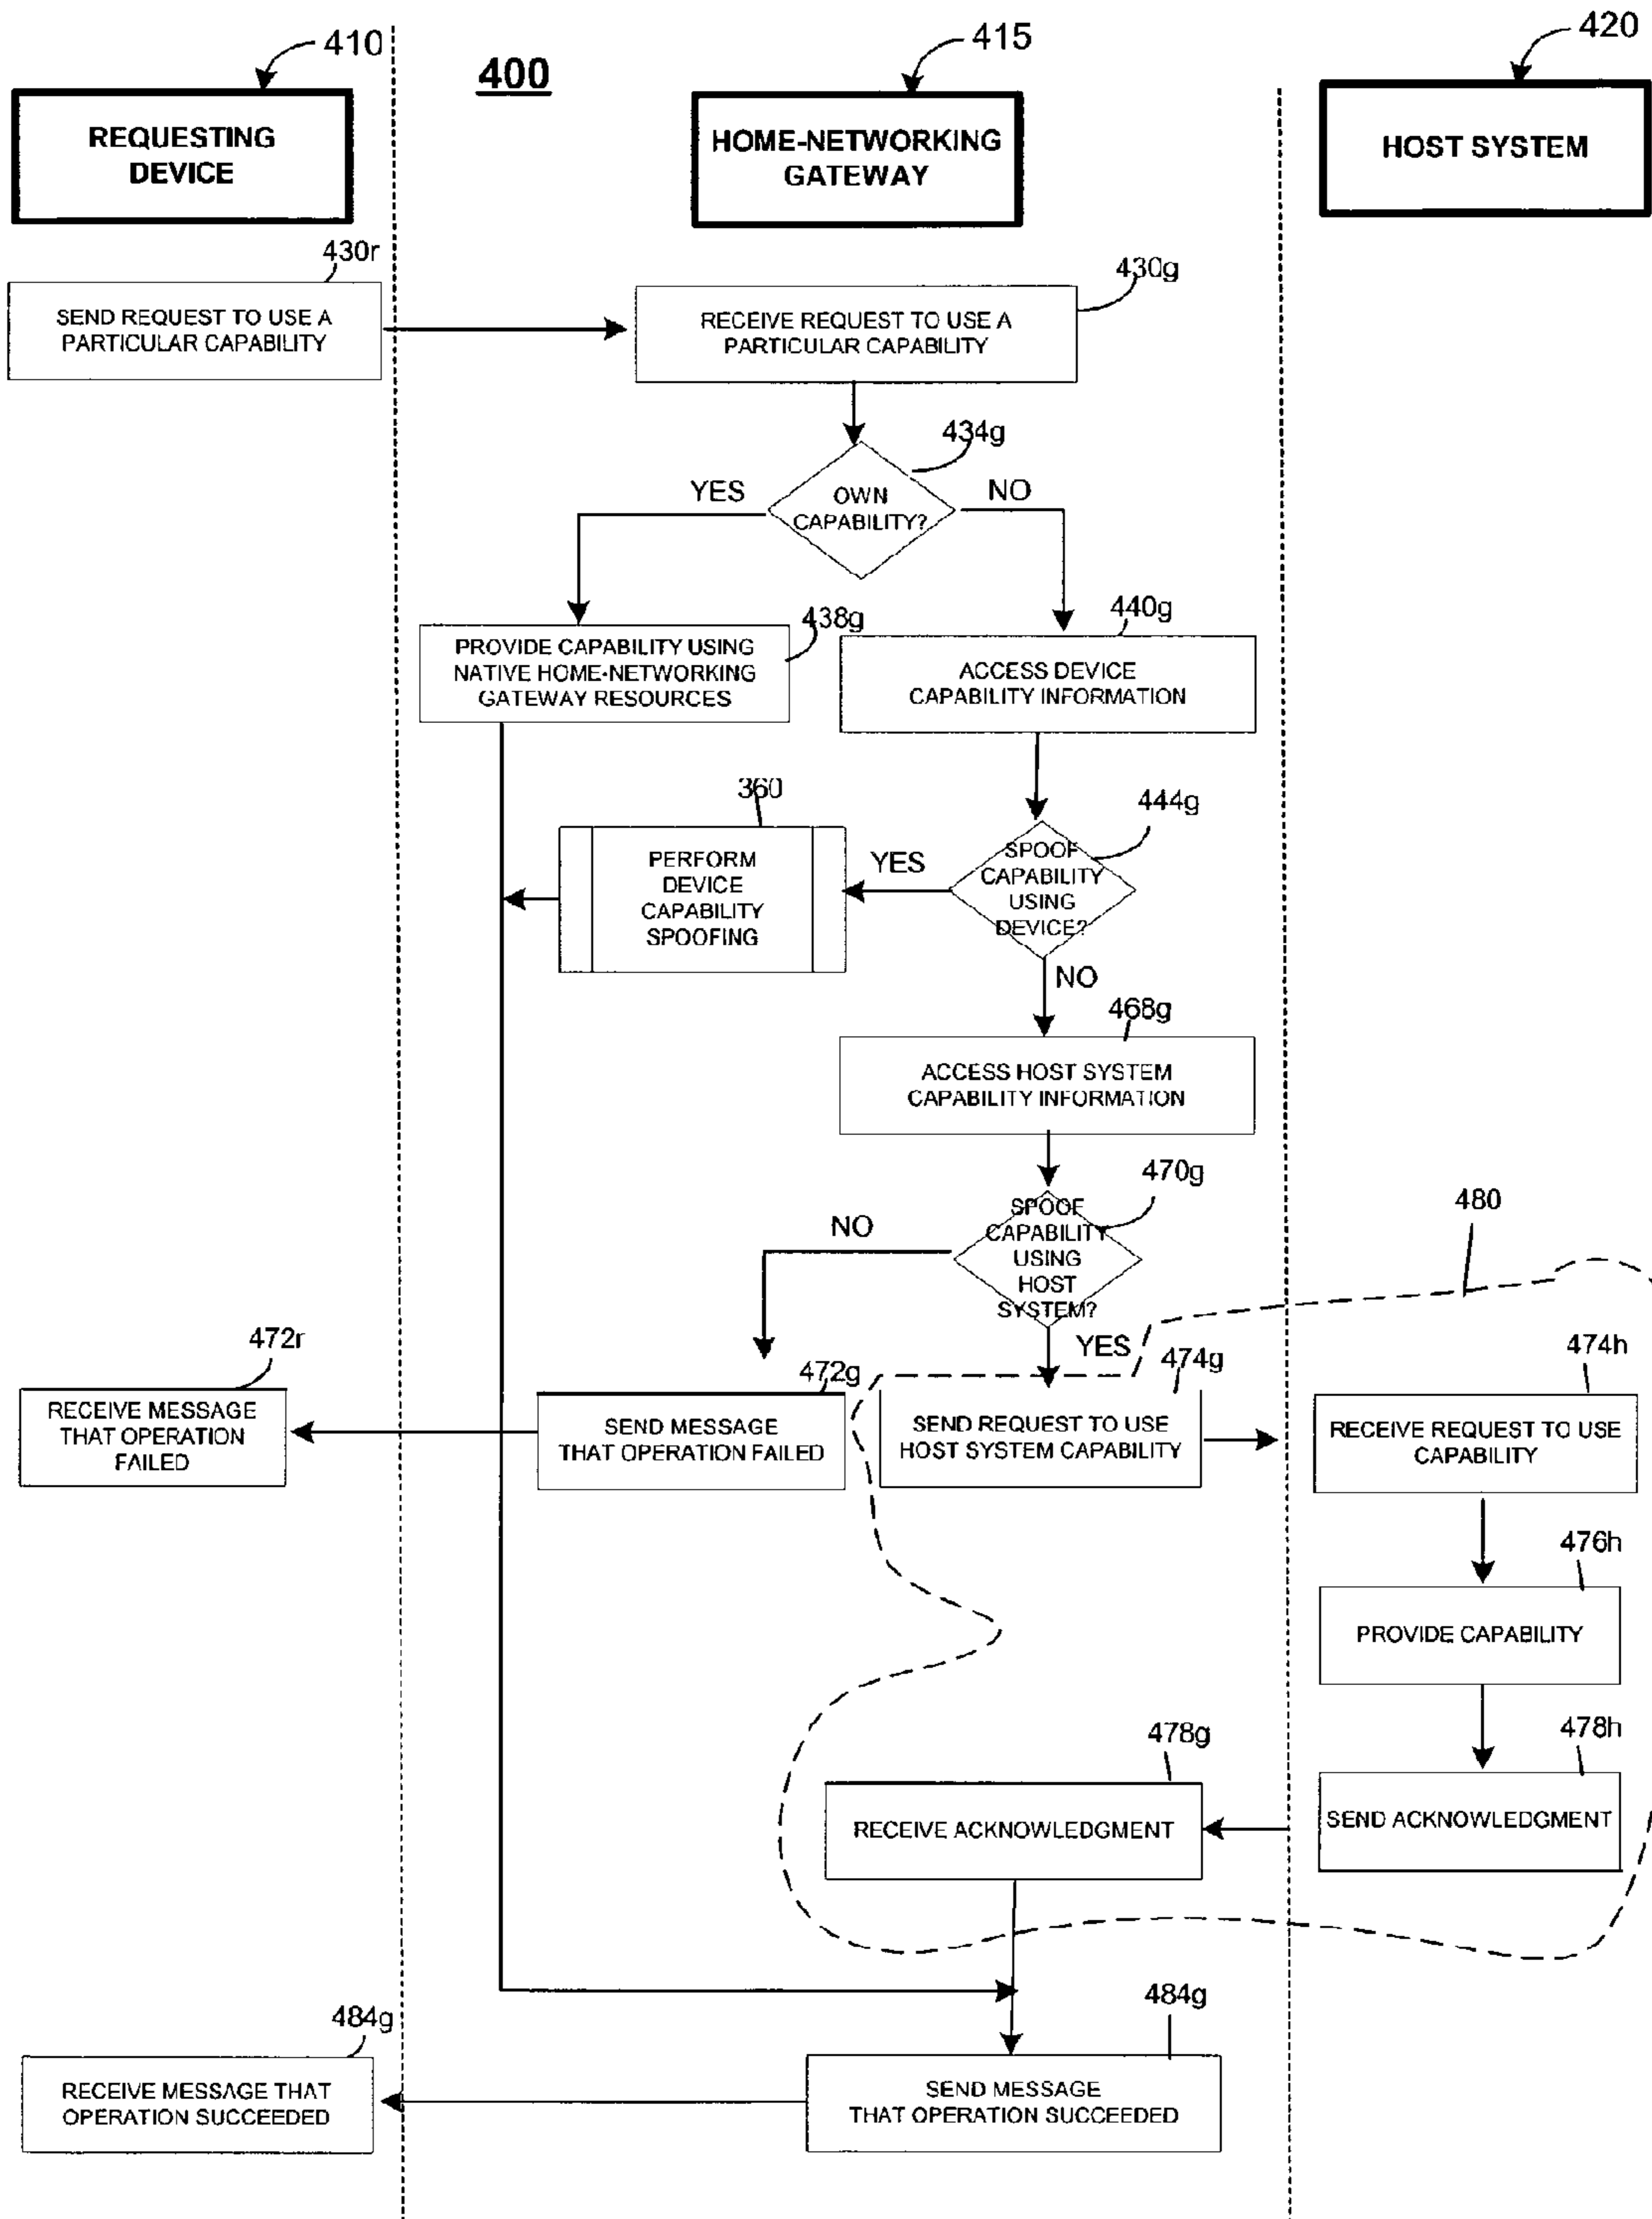 410
400
415
420
REQUESTING
DEVICE
HOME-NETWORKING
GATEWAY
HOST SYSTEM
430r
430g
SEND REQUEST TO USE A
PARTICULAR CAPABILITY
RECEIVE REQUEST TO USE A
PARTICULAR CAPABILITY
434g
YES
NO
OWN
CAPABILITY?
438g
440g
PROVIDE CAPABILITY USING
NATIVE HOME-NETWORKING
GATEWAY RESOURCES
ACCESS DEVICE
CAPABILITY INFORMATION
360
444g
PERFORM
DEVICE
CAPABILITY
SPOOFING
YES
SPOOF
CAPABILITY
USING
DEVICE?
NO
468g
ACCESS HOST SYSTEM
CAPABILITY INFORMATION
470g
480
NO
SPOOF
CAPABILITY
USING
HOST
SYSTEM?
YES
472r
472g
474g
474h
RECEIVE MESSAGE
THAT OPERATION
FAILED
SEND MESSAGE
THAT OPERATION FAILED
SEND REQUEST TO USE
HOST SYSTEM CAPABILITY
RECEIVE REQUEST TO USE
CAPABILITY
476h
PROVIDE CAPABILITY
478g
478h
RECEIVE ACKNOWLEDGMENT
SEND ACKNOWLEDGMENT
484g
484g
RECEIVE MESSAGE THAT
OPERATION SUCCEEDED
SEND MESSAGE
THAT OPERATION SUCCEEDED